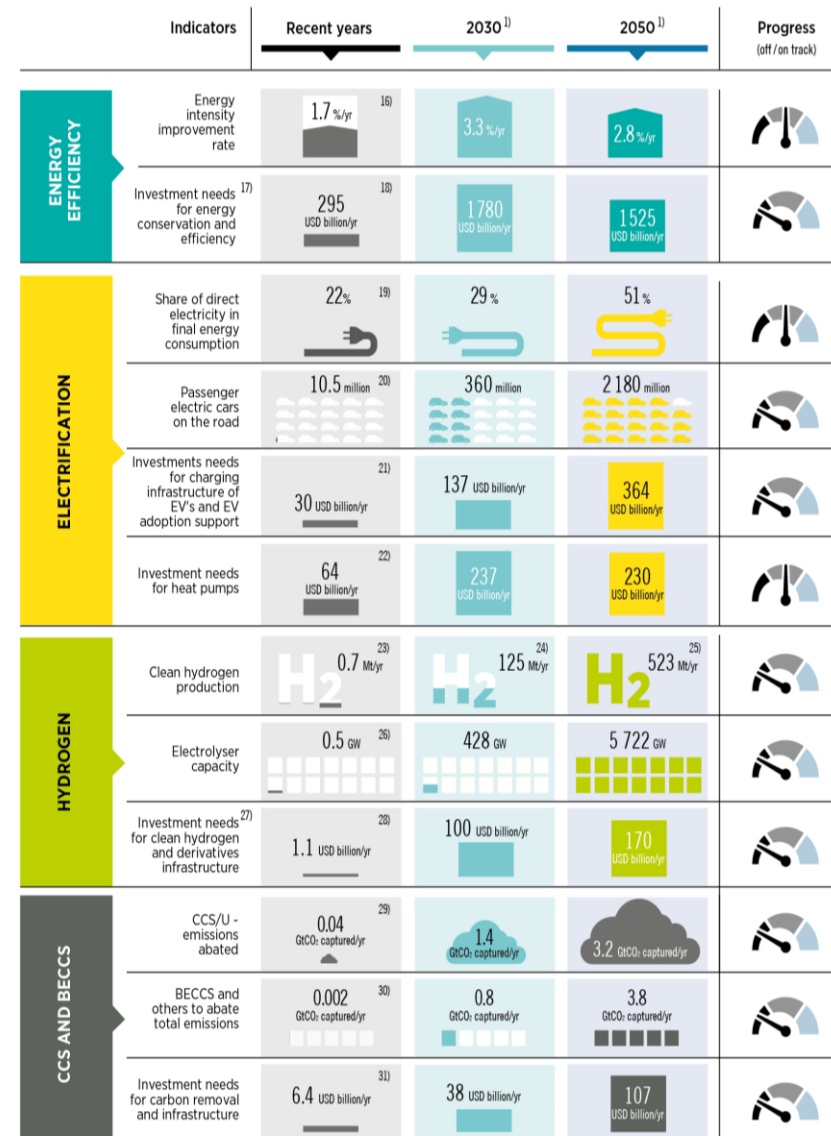 Indicators Recent years 2030 1) 2050 1) Progress
(off / on track)
ENERGY
EFFICIENCY
Energy
intensity
improvement
rate
1.7 %/yr 16)
3.3 %/yr
2.8 %/yr
Investment needs 17)
for energy
conservation and
efficiency
295 18)
USD billion/yr
1780
USD billion/yr
1525
USD billion/yr
ELECTRIFICATION
Share of direct
electricity in
final energy
consumption
22% 19)
29 %
51 %
Passenger
electric cars
on the road
10.5 million 20)
360 million
2 180 million
Investments needs
for charging
infrastructure of
EV's and EV
adoption support
21)
30 USD billion/yr
137 USD billion/yr
364
USD billion/yr
Investment needs
for heat pumps
22)
64
USD billion/yr
237
USD billion/yr
230
USD billion/yr
HYDROGEN
Clean hydrogen
production
23)
H2 0.7 Mt/yr
24)
H2 125 Mt/yr
25)
H2 523 Mt/yr
Electrolyser
capacity
0.5 GW 26)
428 GW
5 722 GW
Investment needs 27)
for clean hydrogen
and derivatives
infrastructure
28)
1.1 USD billion/yr
100 USD billion/yr
170
USD billion/yr
CCS AND BECCS
CCS/U -
emissions
abated
29)
0.04
GtCO2 captured/yr
1.4
GtCO2 captured/yr
3.2 GtCO2 captured/yr
BECCS and
others to abate
total emissions
0.002 30)
GtCO2 captured/yr
0.8
GtCO2 captured/yr
3.8
GtCO2 captured/yr
Investment needs
for carbon removal
and infrastructure
31)
6.4 USD billion/yr
38 USD billion/yr
107
USD billion/yr